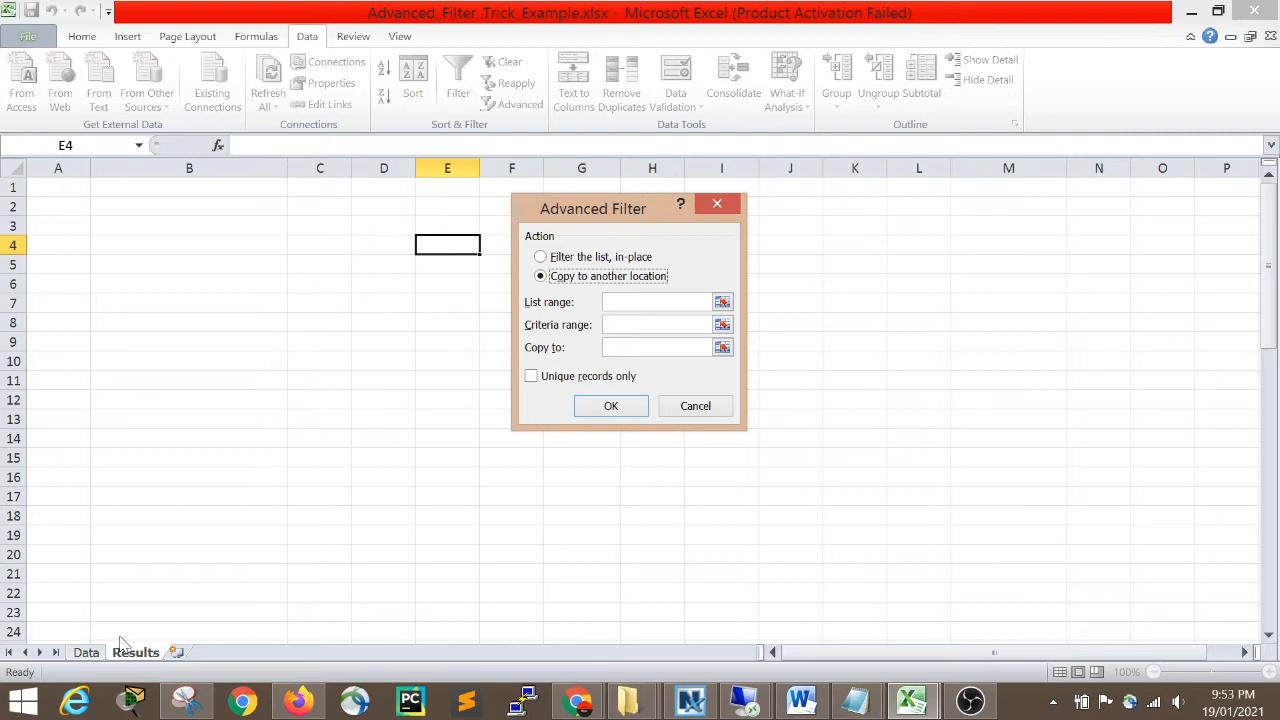 Advanced_Filter_Trick_Example.xlsx - Microsoft Excel (Product Activation Failed)
File Home Insert Page Layout Formulas Data Review View
From Access
From Web
From Text
From Other Sources
Existing Connections
Get External Data
Refresh All
Connections
Properties
Edit Links
Connections
Sort
Filter
Clear
Reapply
Advanced
Sort & Filter
Text to Columns
Remove Duplicates
Data Validation
Consolidate
What-If Analysis
Data Tools
Group
Ungroup
Subtotal
Show Detail
Hide Detail
Outline
E4 fx
A B C D E F G H I J K L M N O P
1
2
3
4
5
6
7
8
9
10
11
12
13
14
15
16
17
18
19
20
21
22
23
24
Advanced Filter ?
Action
Filter the list, in-place
Copy to another location
List range:
Criteria range:
Copy to:
Unique records only
OK Cancel
Data Results
Ready 100%
PC
9:53 PM
19/01/2021